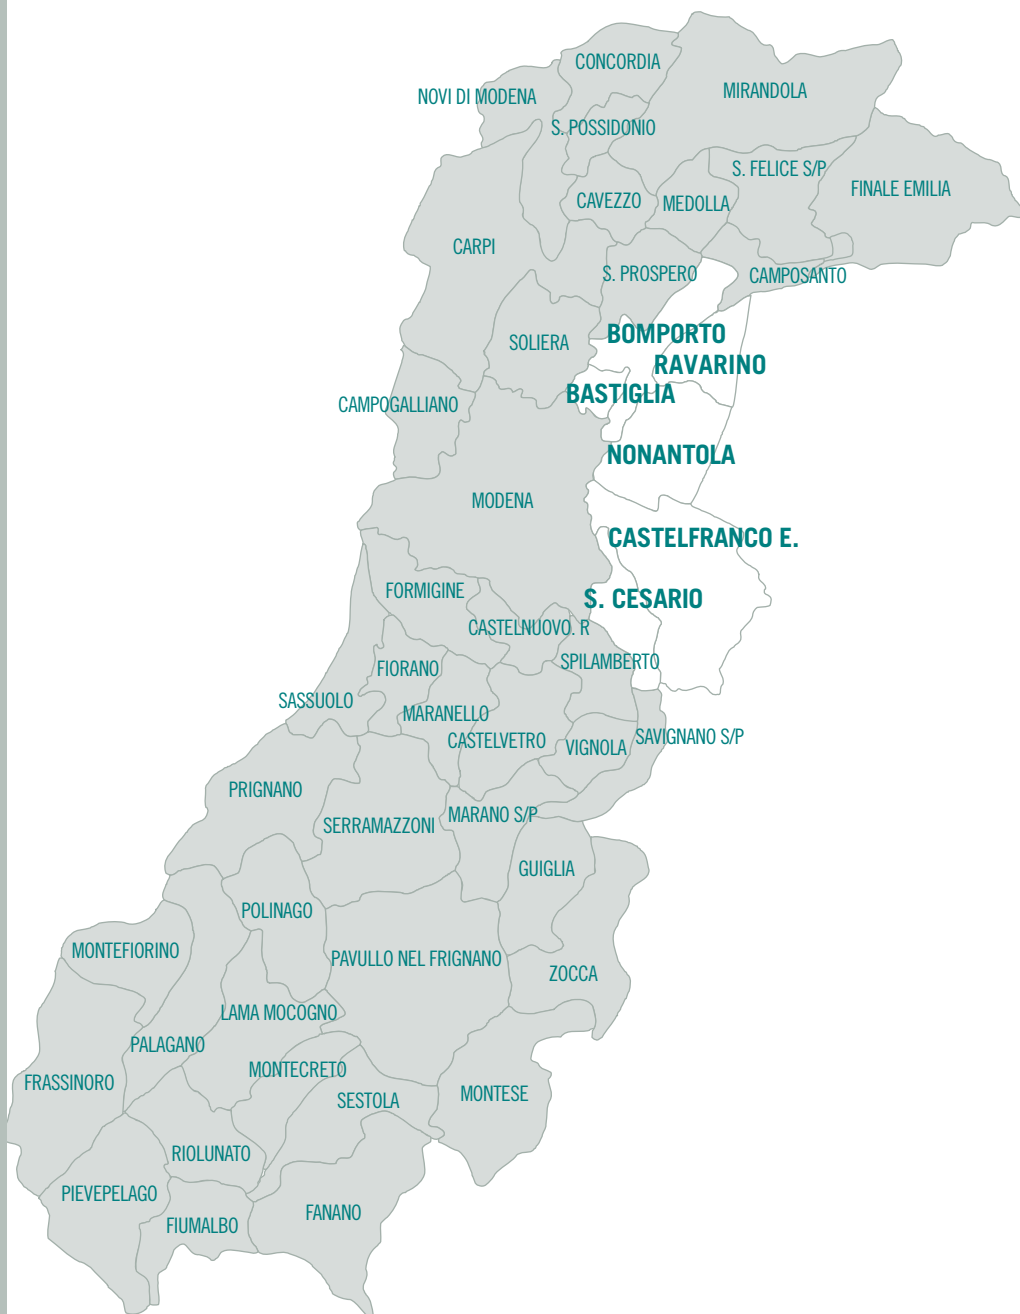 CONCORDIA
MIRANDOLA
NOVI DI MODENA
S. POSSIDONIO
S. FELICE S/P
FINALE EMILIA
CAVEZZO
MEDOLLA
CARPI
S. PROSPERO
CAMPOSANTO
BOMPORTO
SOLIERA
RAVARINO
BASTIGLIA
CAMPOGALLIANO
NONANTOLA
MODENA
CASTELFRANCO E.
FORMIGINE
S. CESARIO
CASTELNUOVO. R
SPILAMBERTO
FIORANO
SASSUOLO
MARANELLO
CASTELVETRO
VIGNOLA
SAVIGNANO S/P
PRIGNANO
MARANO S/P
SERRAMAZZONI
GUIGLIA
POLINAGO
MONTEFIORINO
PAVULLO NEL FRIGNANO
ZOCCA
LAMA MOCOGNO
PALAGANO
MONTECRETO
FRASSINORO
MONTESE
SESTOLA
RIOLUNATO
PIEVEPELAGO
FANANO
FIUMALBO